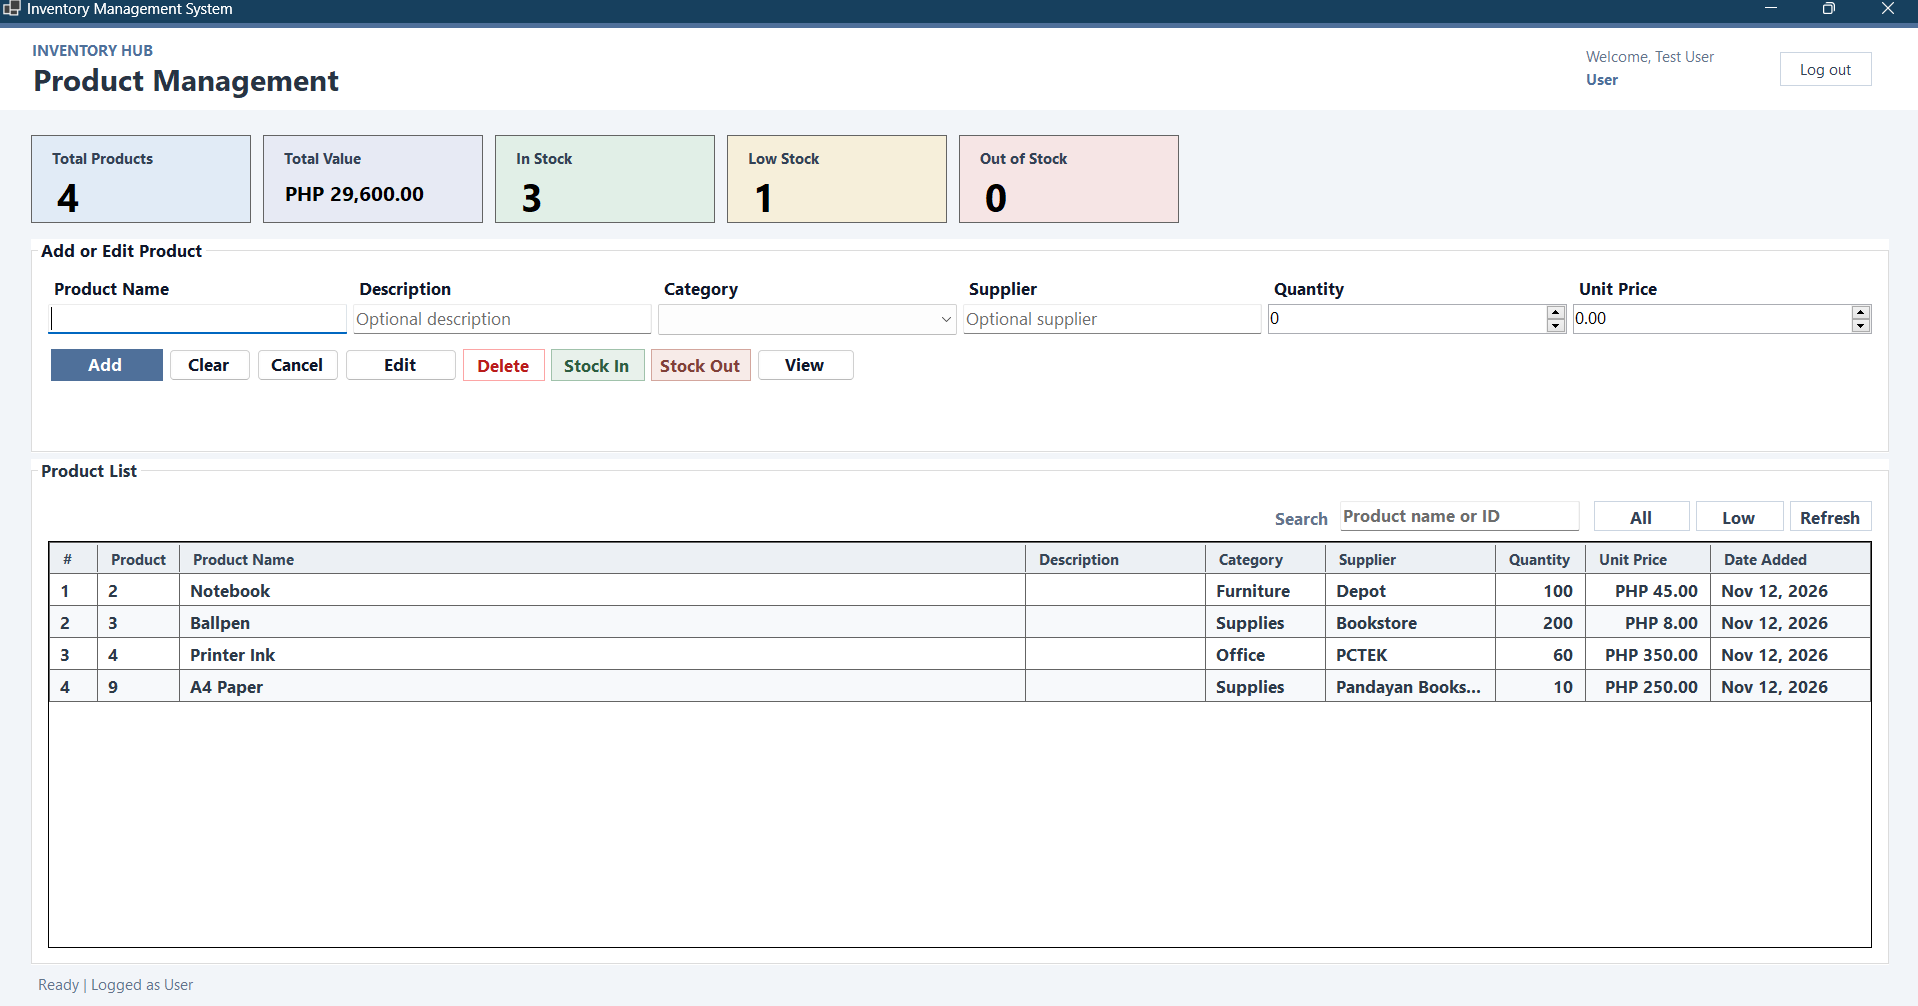 Inventory Management System
INVENTORY HUB
Product Management
Welcome, Test User
User
Log out
Total Products
4
Total Value
PHP 29,600.00
In Stock
3
Low Stock
1
Out of Stock
0
Add or Edit Product
Product Name Description Category Supplier Quantity Unit Price
Optional description Optional supplier 0 0.00
Add Clear Cancel Edit Delete Stock In Stock Out View
Product List
Search Product name or ID All Low Refresh
# Product Product Name Description Category Supplier Quantity Unit Price Date Added
1 2 Notebook Furniture Depot 100 PHP 45.00 Nov 12, 2026
2 3 Ballpen Supplies Bookstore 200 PHP 8.00 Nov 12, 2026
3 4 Printer Ink Office PCTEK 60 PHP 350.00 Nov 12, 2026
4 9 A4 Paper Supplies Pandayan Books... 10 PHP 250.00 Nov 12, 2026
Ready | Logged as User